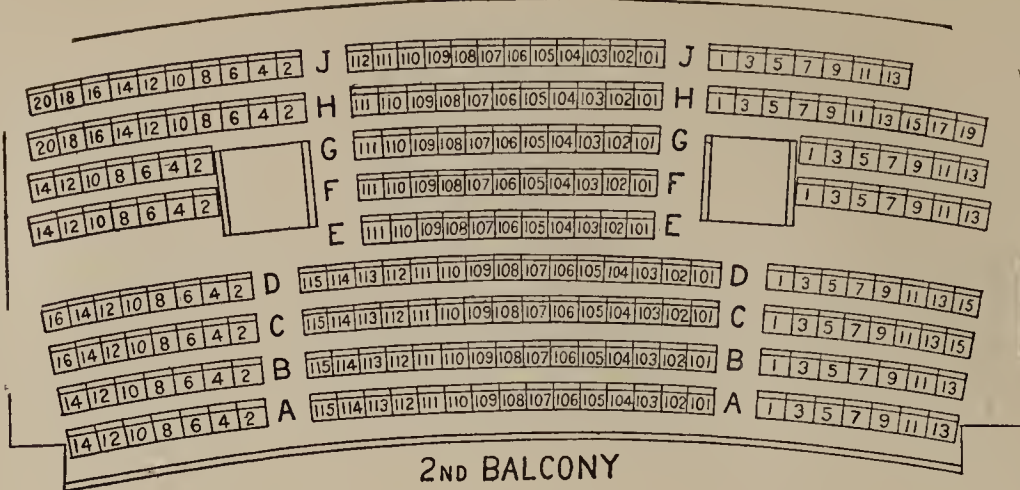 20 18 16 14 12 10 8 6 4 2 J 112 111 110 109 108 107 106 105 104 103 102 101 J 1 3 5 7 9 11 13
20 18 16 14 12 10 8 6 4 2 H 111 110 109 108 107 106 105 104 103 102 101 H 1 3 5 7 9 11 13 15 17 19
14 12 10 8 6 4 2 G 111 110 109 108 107 106 105 104 103 102 101 G 1 3 5 7 9 11 13
14 12 10 8 6 4 2 F 111 110 109 108 107 106 105 104 103 102 101 F 1 3 5 7 9 11 13
E 111 110 109 108 107 106 105 104 103 102 101 E
16 14 12 10 8 6 4 2 D 115 114 113 112 111 110 109 108 107 106 105 104 103 102 101 D 1 3 5 7 9 11 13 15
16 14 12 10 8 6 4 2 C 115 114 113 112 111 110 109 108 107 106 105 104 103 102 101 C 1 3 5 7 9 11 13 15
14 12 10 8 6 4 2 B 115 114 113 112 111 110 109 108 107 106 105 104 103 102 101 B 1 3 5 7 9 11 13
14 12 10 8 6 4 2 A 115 114 113 112 111 110 109 108 107 106 105 104 103 102 101 A 1 3 5 7 9 11 13
2ND BALCONY